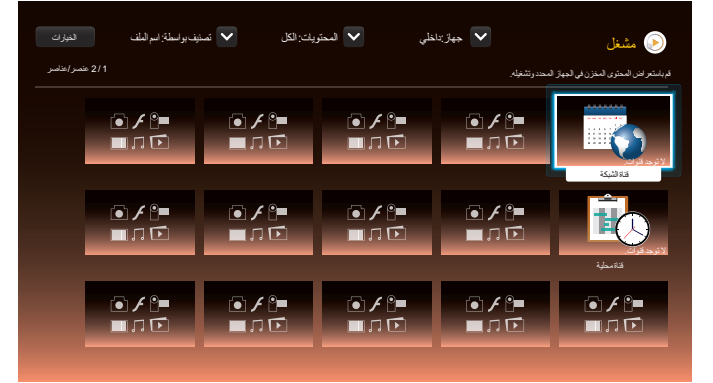 مشغل
جهاز: داخلي
المحتويات: الكل
تصنيف بواسطة: اسم الملف
الخيارات
قم باستعراض المحتوى المخزن في الجهاز المحدد وتشغيله.
1 / 2 عنصر/عناصر
لا توجد قنوات.
قناة الشبكة
لا توجد قنوات.
قناة محلية